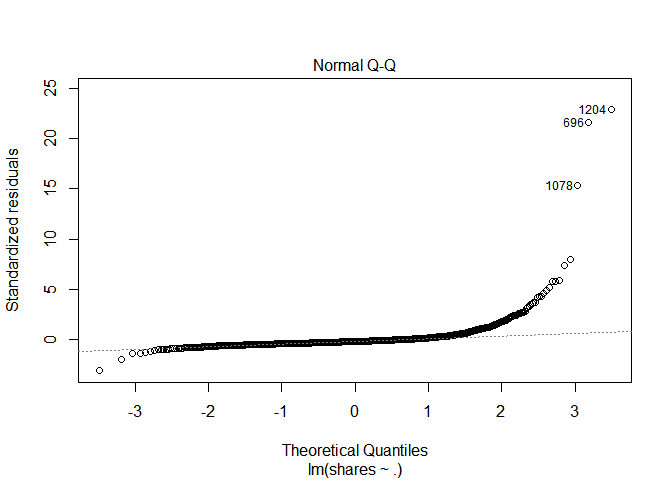 Normal Q-Q
Standardized residuals
25
20
15
10
5
0
1204
696
1078
-3 -2 -1 0 1 2 3
Theoretical Quantiles
lm(shares ~ .)